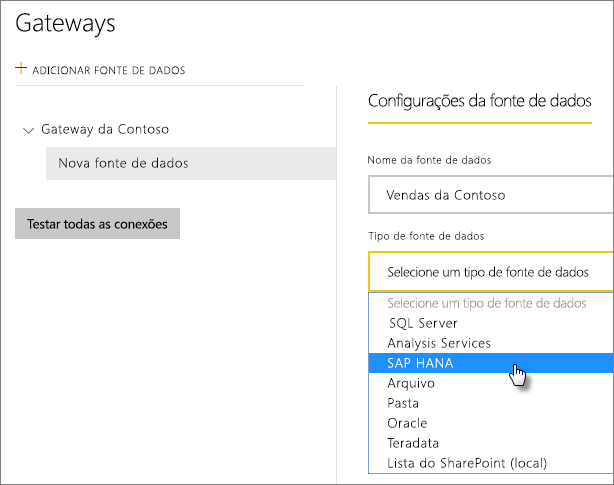 Gateways
+ ADICIONAR FONTE DE DADOS
Gateway da Contoso
Nova fonte de dados
Testar todas as conexões
Configurações da fonte de dados
Nome da fonte de dados
Vendas da Contoso
Tipo de fonte de dados
Selecione um tipo de fonte de dados
Selecione um tipo de fonte de dados
SQL Server
Analysis Services
SAP HANA
Arquivo
Pasta
Oracle
Teradata
Lista do SharePoint (local)